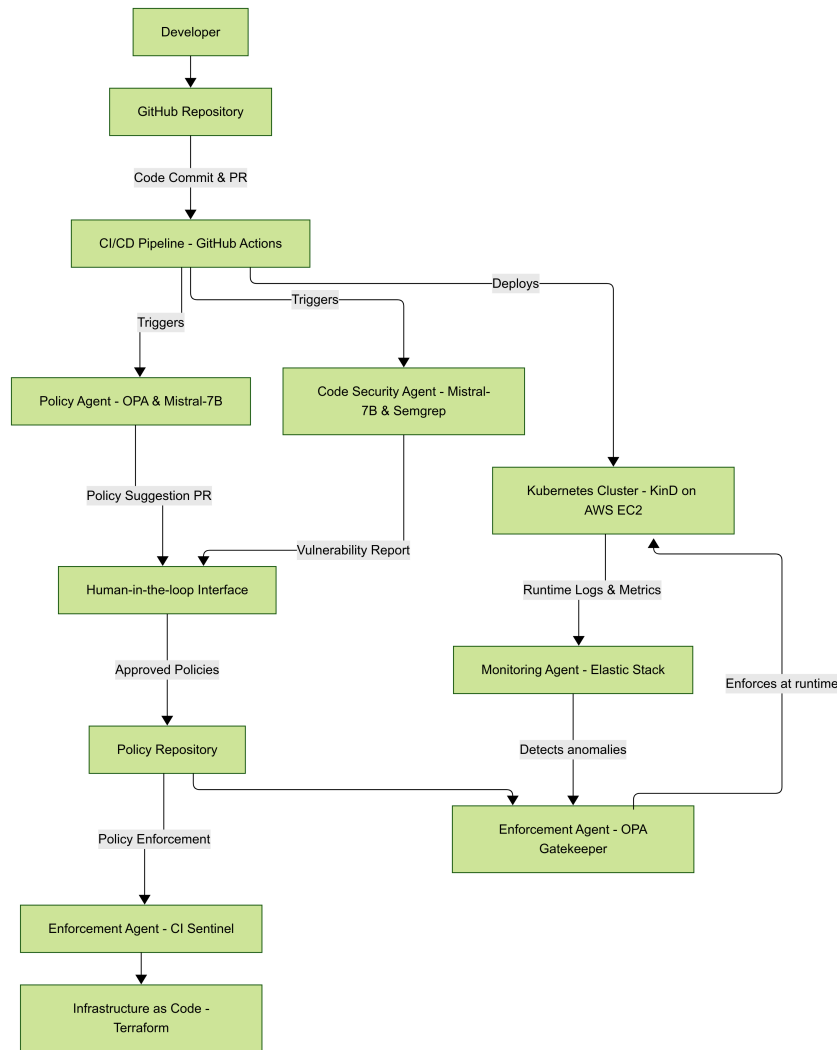 Developer
GitHub Repository
Code Commit & PR
CI/CD Pipeline - GitHub Actions
Deploys
Triggers
Triggers
Policy Agent - OPA & Mistral-7B
Code Security Agent - Mistral-
7B & Semgrep
Kubernetes Cluster - KinD on
AWS EC2
Policy Suggestion PR
Vulnerability Report
Human-in-the-loop Interface
Runtime Logs & Metrics
Approved Policies
Monitoring Agent - Elastic Stack
Enforces at runtime
Policy Repository
Detects anomalies
Policy Enforcement
Enforcement Agent - OPA
Gatekeeper
Enforcement Agent - CI Sentinel
Infrastructure as Code -
Terraform